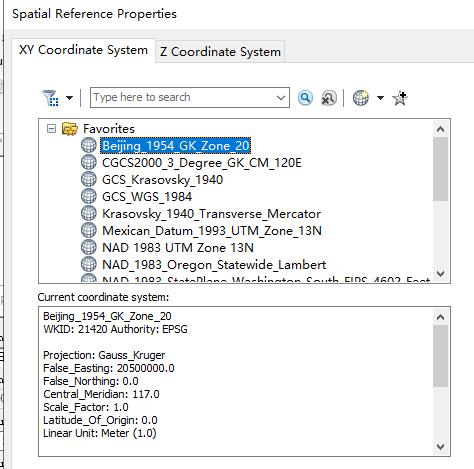 Spatial Reference Properties
XY Coordinate System
Z Coordinate System
Type here to search
Favorites
Beijing_1954_GK_Zone_20
CGCS2000_3_Degree_GK_CM_120E
GCS_Krasovsky_1940
GCS_WGS_1984
Krasovsky_1940_Transverse_Mercator
Mexican_Datum_1993_UTM_Zone_13N
NAD 1983 UTM Zone 13N
NAD_1983_Oregon_Statewide_Lambert
NAD_1983_StatePlane_Washington_South_FIPS_4602_Feet
Current coordinate system:
Beijing_1954_GK_Zone_20
WKID: 21420 Authority: EPSG
Projection: Gauss_Kruger
False_Easting: 20500000.0
False_Northing: 0.0
Central_Meridian: 117.0
Scale_Factor: 1.0
Latitude_Of_Origin: 0.0
Linear Unit: Meter (1.0)